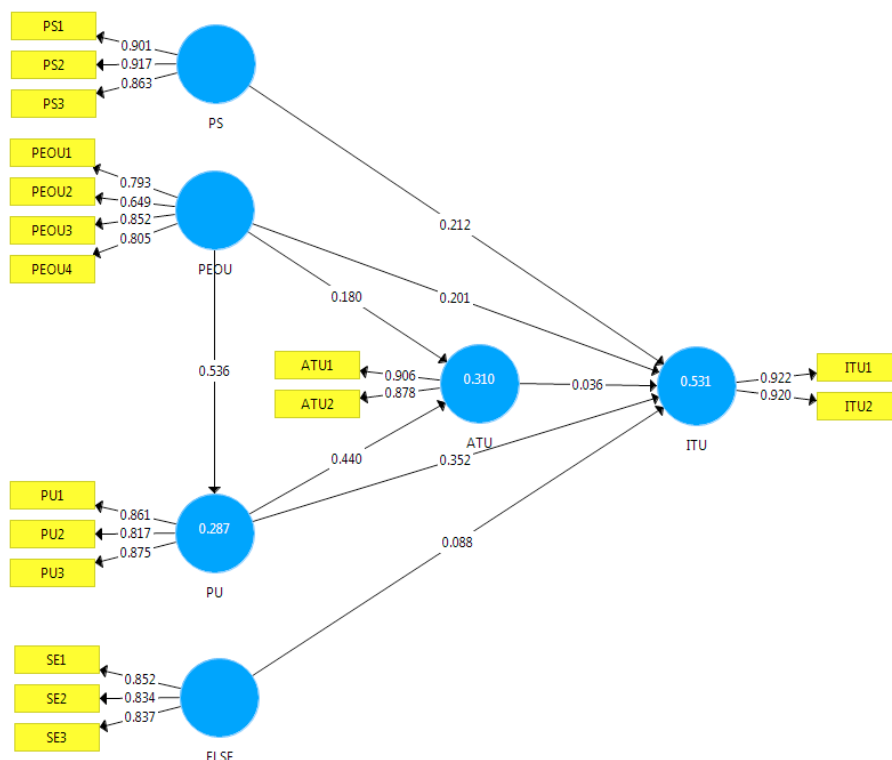 PS1
0.901
PS2
0.917
PS3
0.863
PS
PEOU1
0.793
PEOU2
0.649
PEOU3
0.852
PEOU4
0.805
PEOU
0.212
0.180
0.201
0.536
ATU1
0.906
ATU2
0.878
0.310
ATU
0.036
0.531
ITU
0.922
ITU1
0.920
ITU2
0.440
0.352
PU1
0.861
PU2
0.817
PU3
0.875
0.287
PU
0.088
SE1
0.852
SE2
0.834
SE3
0.837
ELSE